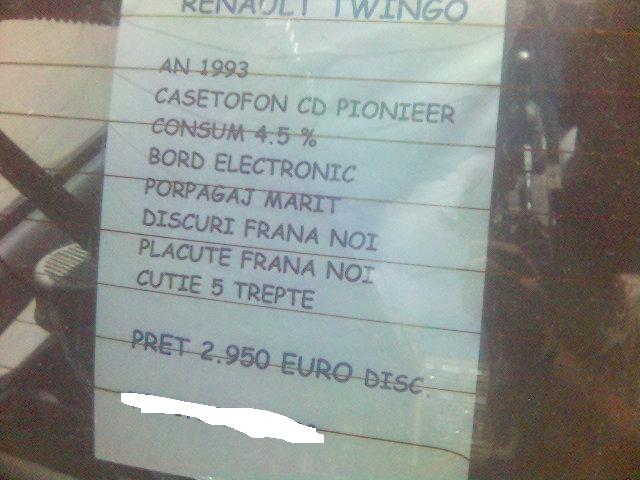 RENAULT TWINGO
AN 1993
CASETOFON CD PIONIEER
CONSUM 4.5 %
BORD ELECTRONIC
PORPAGAJ MARIT
DISCURI FRANA NOI
PLACUTE FRANA NOI
CUTIE 5 TREPTE
PRET 2.950 EURO DISC.